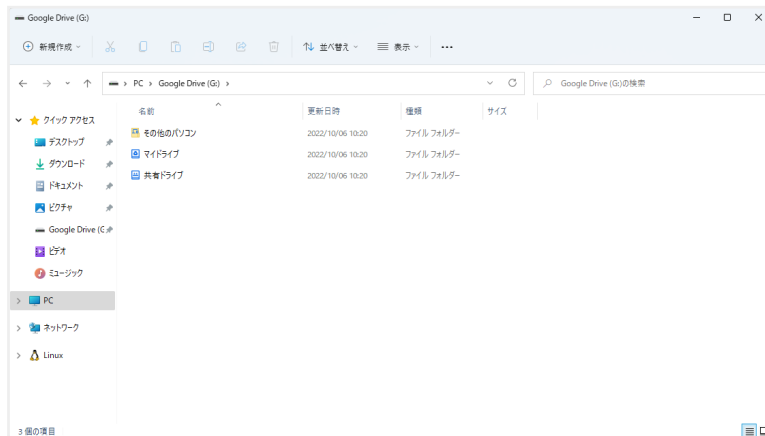 Google Drive (G:)
新規作成
並べ替え
表示
PC › Google Drive (G:) ›
Google Drive (G:)の検索
名前 更新日時 種類 サイズ
その他のパソコン 2022/10/06 10:20 ファイル フォルダー
マイドライブ 2022/10/06 10:20 ファイル フォルダー
共有ドライブ 2022/10/06 10:20 ファイル フォルダー
クイック アクセス
デスクトップ
ダウンロード
ドキュメント
ピクチャ
Google Drive (G
ビデオ
ミュージック
PC
ネットワーク
Linux
3 個の項目